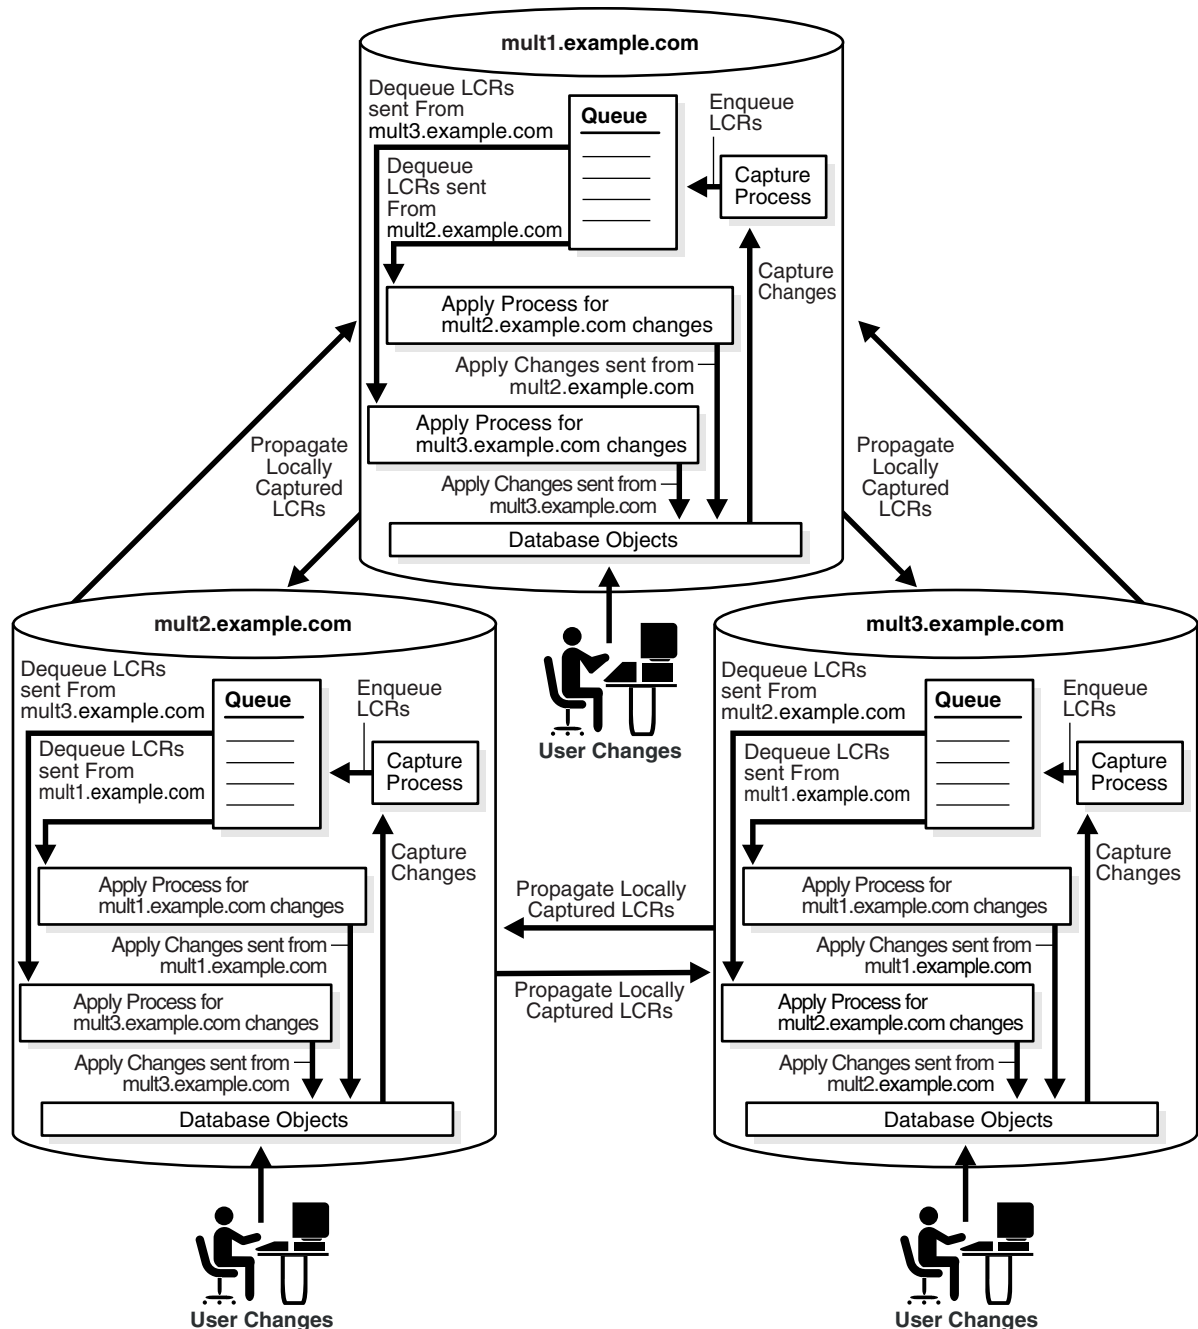 mult1.example.com
Dequeue LCRs
sent From
mult3.example.com
Dequeue
LCRs sent
From
mult2.example.com
Queue
Enqueue
LCRs
Capture
Process
Capture
Changes
Apply Process for
mult2.example.com changes
Apply Changes sent from
mult2.example.com
Apply Process for
mult3.example.com changes
Apply Changes sent from
mult3.example.com
Database Objects
User Changes
Propagate
Locally
Captured
LCRs
Propagate
Locally
Captured
LCRs
mult2.example.com
Dequeue LCRs
sent From
mult3.example.com
Dequeue LCRs
sent From
mult1.example.com
Queue
Enqueue
LCRs
Capture
Process
Capture
Changes
Apply Process for
mult1.example.com changes
Apply Changes sent from
mult1.example.com
Apply Process for
mult3.example.com changes
Apply Changes sent from
mult3.example.com
Database Objects
User Changes
Propagate Locally
Captured LCRs
Propagate Locally
Captured LCRs
mult3.example.com
Dequeue LCRs
sent From
mult2.example.com
Dequeue LCRs
sent From
mult1.example.com
Queue
Enqueue
LCRs
Capture
Process
Capture
Changes
Apply Process for
mult1.example.com changes
Apply Changes sent from
mult1.example.com
Apply Process for
mult2.example.com changes
Apply Changes sent from
mult2.example.com
Database Objects
User Changes